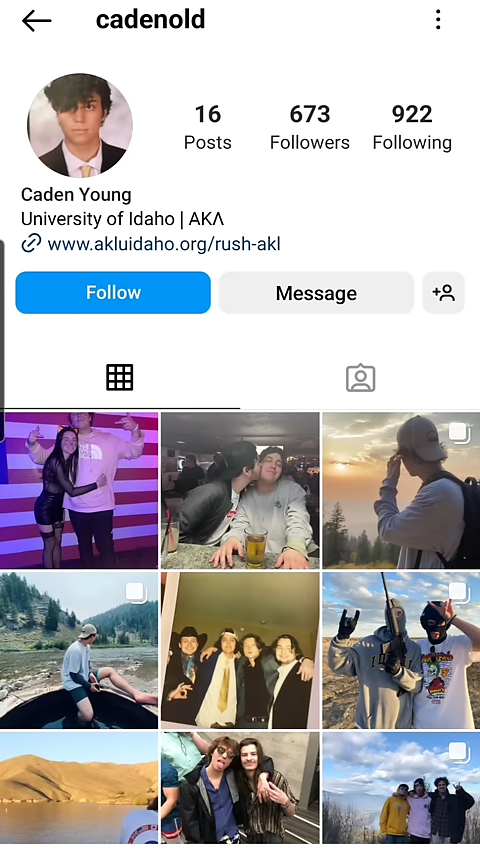 cadenold
16
673
922
Posts
Followers
Following
Caden Young
University of Idaho | AKΛ
www.akluidaho.org/rush-akl
Follow
Message